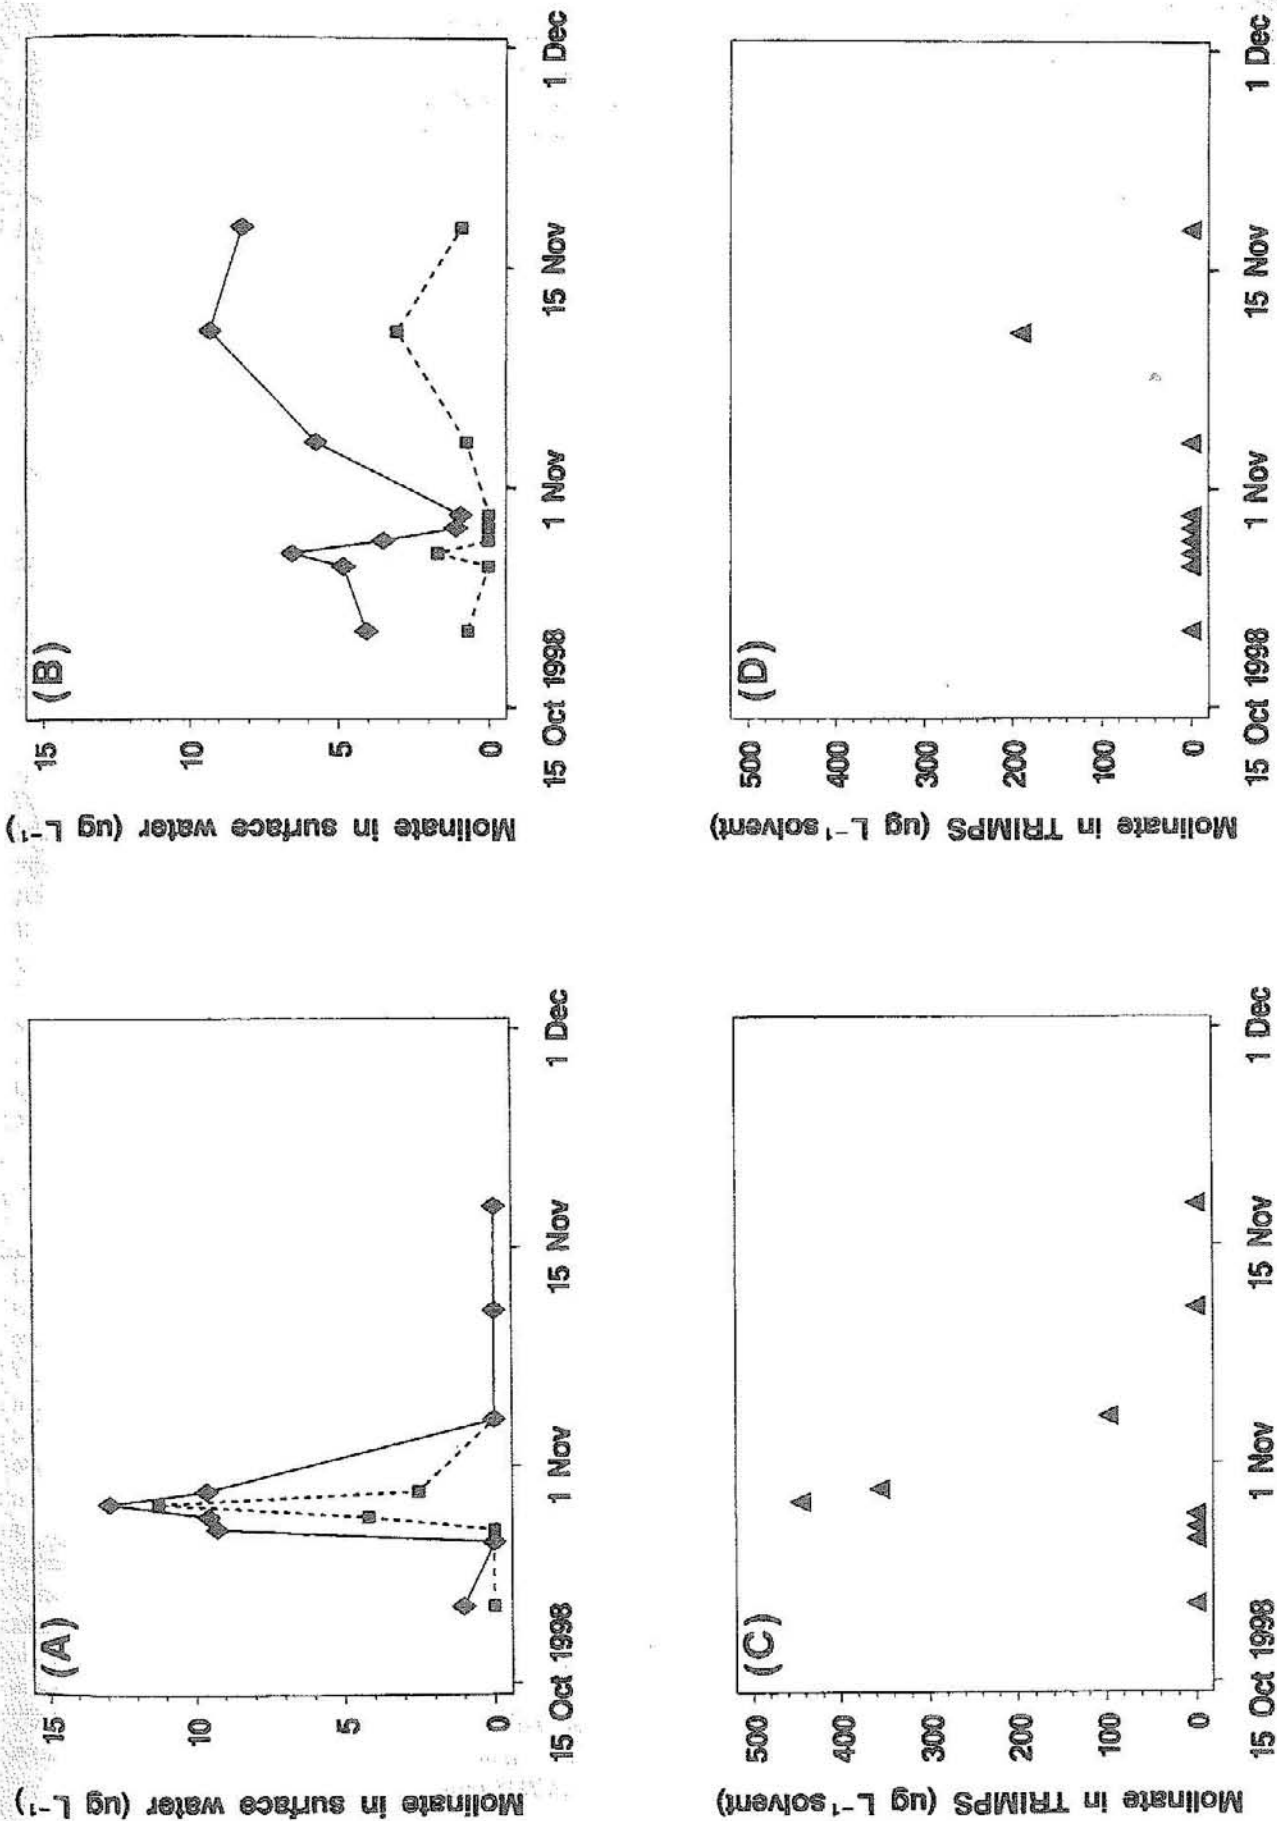 (A)
Molinate in surface water (ug L⁻¹)
15
10
5
0
15 Oct 1998
1 Nov
15 Nov
1 Dec
(B)
Molinate in surface water (ug L⁻¹)
15
10
5
0
15 Oct 1998
1 Nov
15 Nov
1 Dec
(C)
Molinate in TRIMPS (ug L⁻¹ solvent)
500
400
300
200
100
0
15 Oct 1998
1 Nov
15 Nov
1 Dec
(D)
Molinate in TRIMPS (ug L⁻¹ solvent)
500
400
300
200
100
0
15 Oct 1998
1 Nov
15 Nov
1 Dec